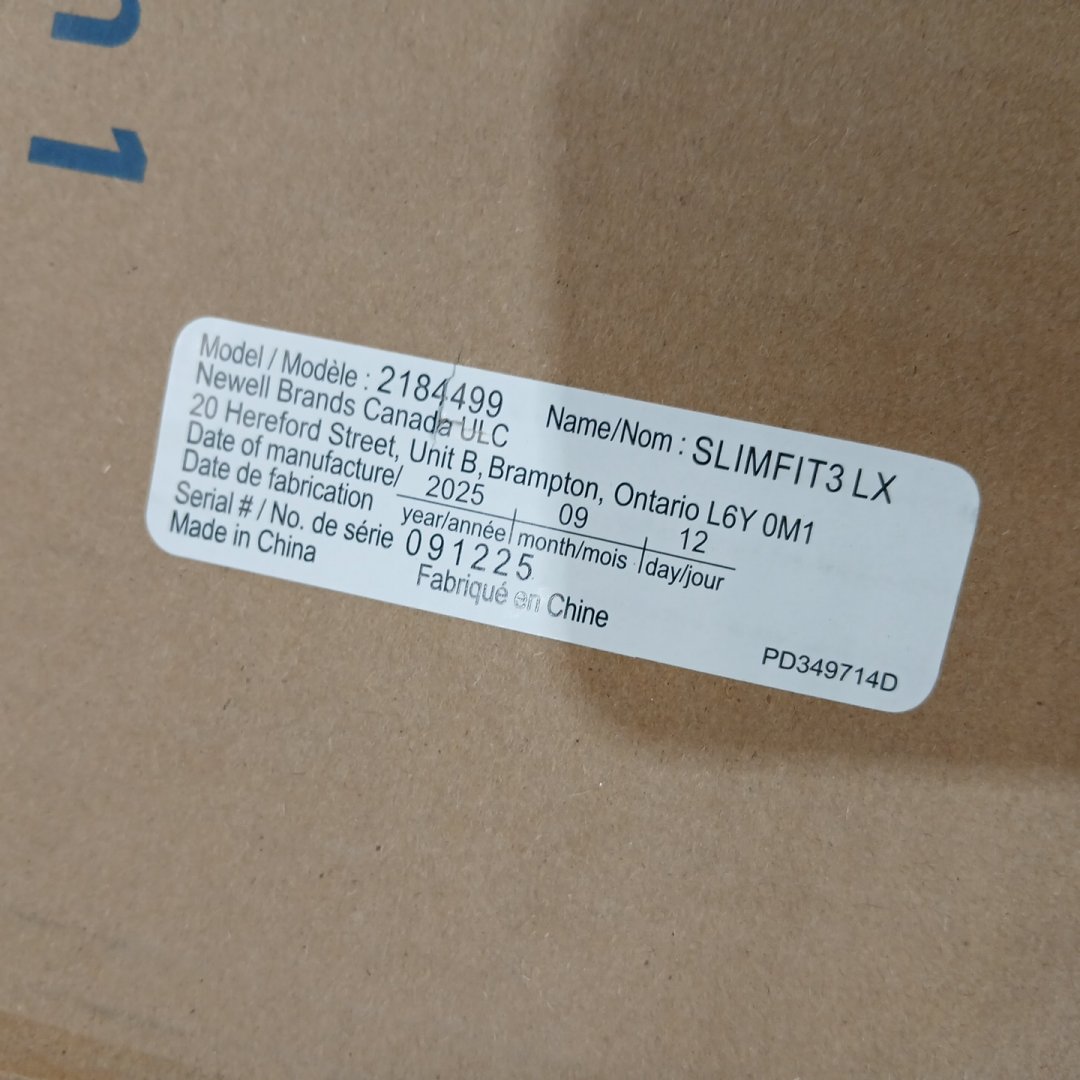 n 1
Model / Modèle : 2184499 Name/Nom : SLIMFIT3 LX
Newell Brands Canada ULC
20 Hereford Street, Unit B, Brampton, Ontario L6Y 0M1
Date of manufacture/ 2025 09 12
Date de fabrication year/année month/mois day/jour
Serial # / No. de série 091225
Made in China Fabriqué en Chine
PD349714D